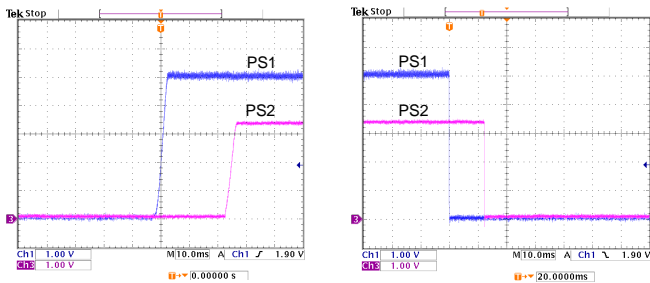 Tek Stop
T
T
PS1
PS2
3
Ch1 1.00 V M 10.0ms A Ch1 1.90 V
Ch3 1.00 V
T 0.00000 s
Tek Stop
T
T
PS1
PS2
3
Ch1 1.00 V M 10.0ms A Ch1 1.90 V
Ch3 1.00 V
T 20.0000ms